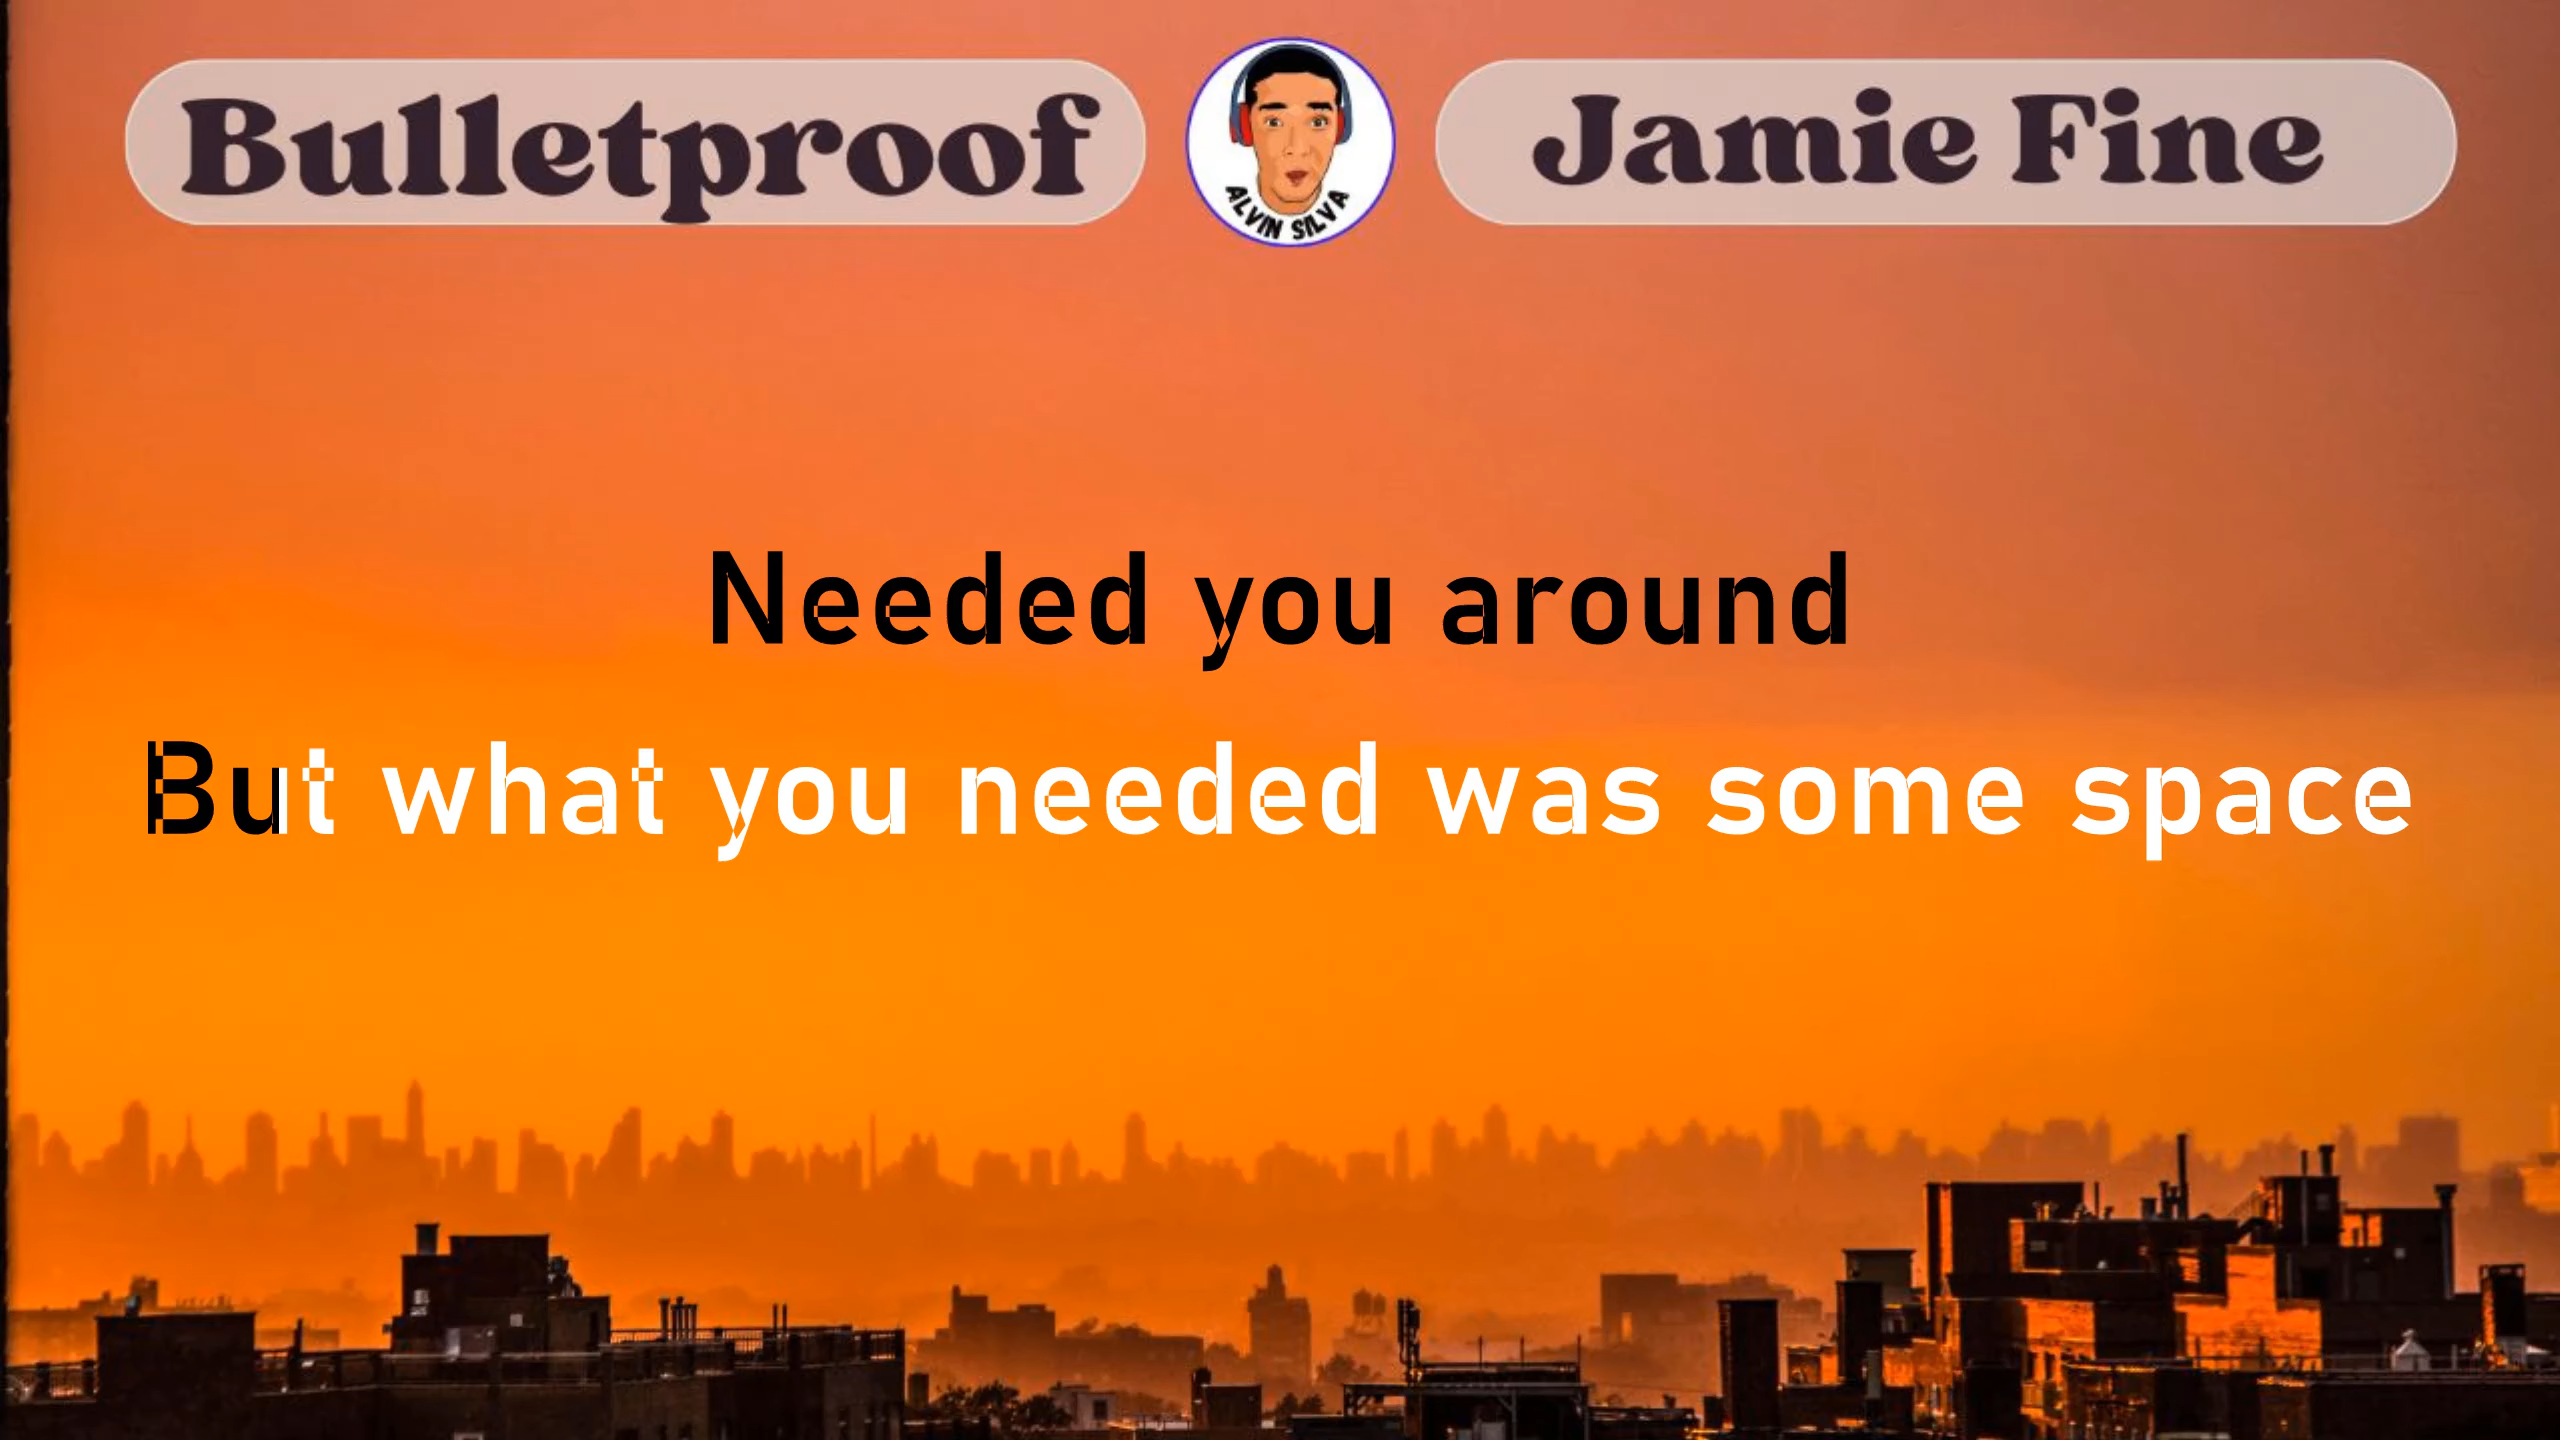 Bulletproof
ALVIN SILVA
Jamie Fine
Needed you around
But what you needed was some space